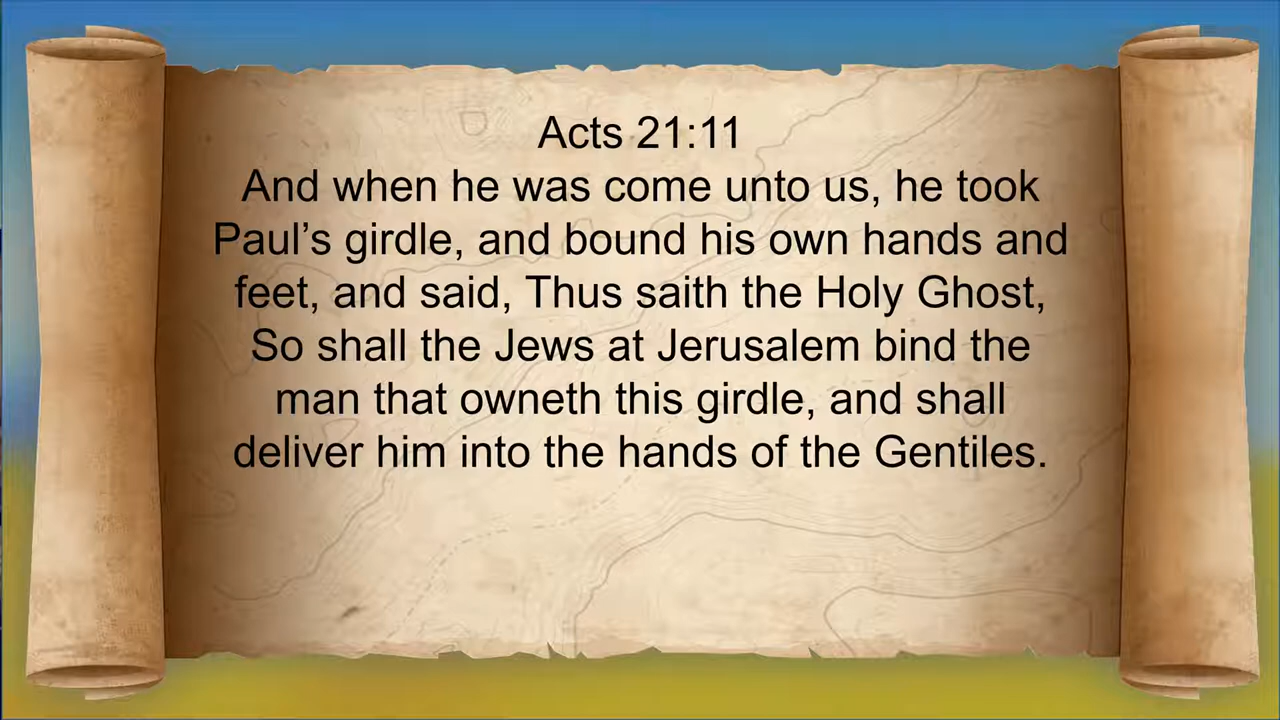 Acts 21:11
And when he was come unto us, he took
Paul’s girdle, and bound his own hands and
feet, and said, Thus saith the Holy Ghost,
So shall the Jews at Jerusalem bind the
man that owneth this girdle, and shall
deliver him into the hands of the Gentiles.